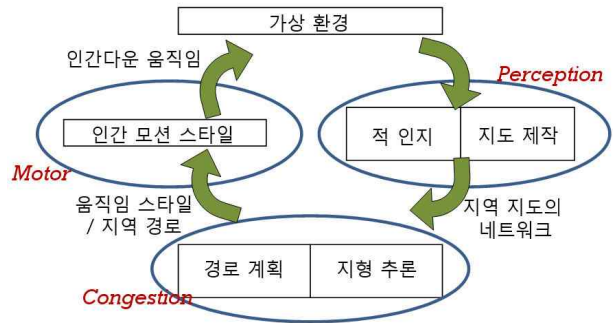 가상 환경
인간다운 움직임
Perception
인간 모션 스타일
적 인지
지도 제작
Motor
움직임 스타일
/ 지역 경로
지역 지도의
네트워크
경로 계획
지형 추론
Congestion